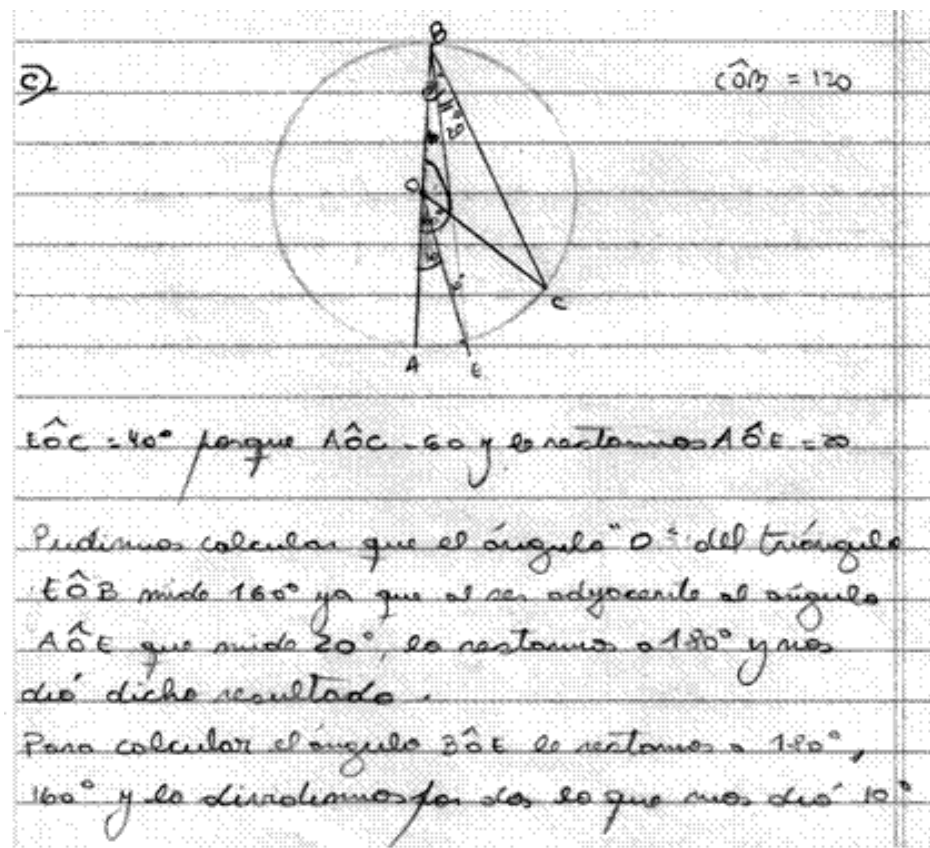 B
c)
CÔB = 120
O
C
A
E
EÔC = 40° porque AÔC = 60 y le restamos AÔE = 20
Pudimos calcular que el ángulo "O" del triángulo
EÔB mide 160° ya que al ser adyacente al ángulo
AÔE que mide 20°, lo restamos a 180° y nos
dió dicho resultado.
Para calcular el ángulo BÔE le restamos a 180°,
160° y lo dividimos por dos lo que nos dió 10°